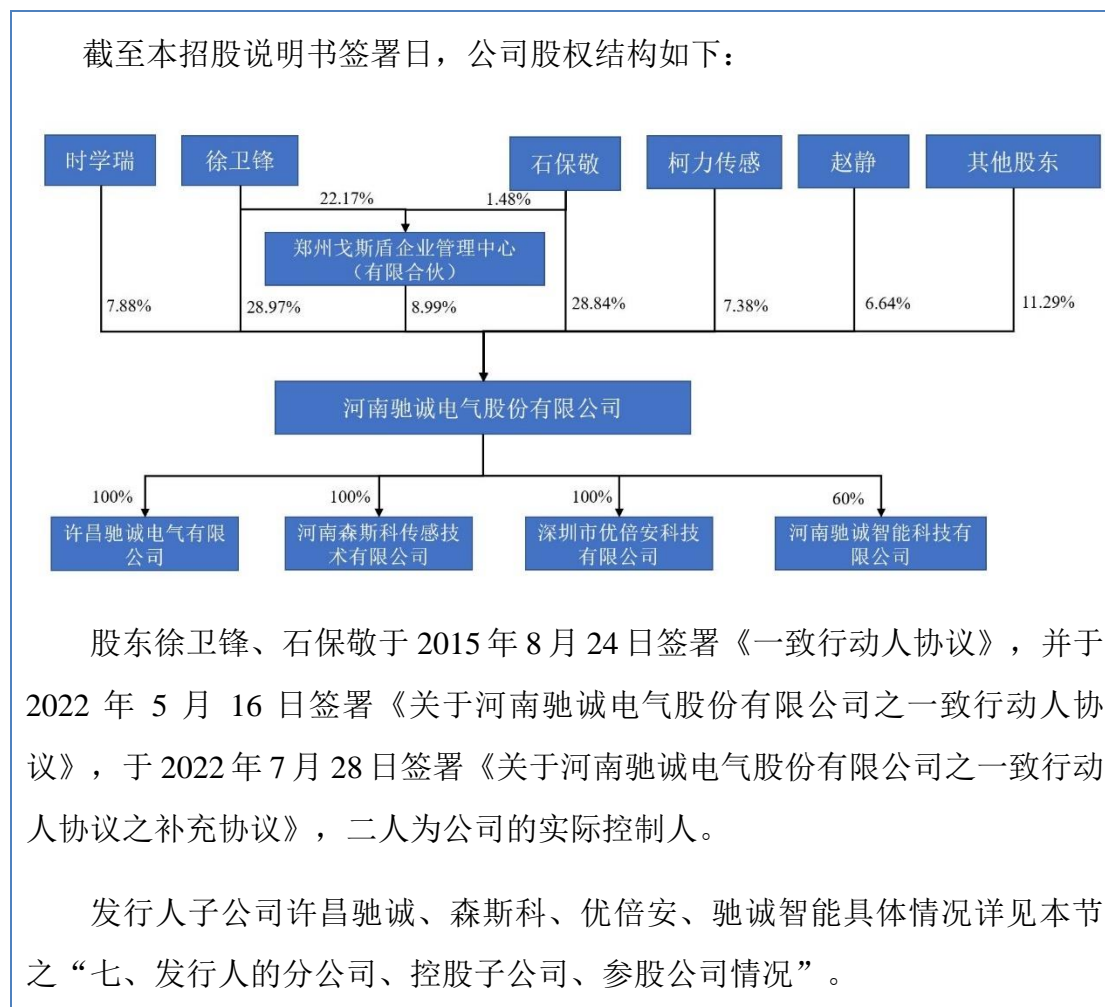 截至本招股说明书签署日，公司股权结构如下：
时学瑞
徐卫锋
石保敬
柯力传感
赵静
其他股东
22.17%
1.48%
郑州戈斯盾企业管理中心
（有限合伙）
7.88%
28.97%
8.99%
28.84%
7.38%
6.64%
11.29%
河南驰诚电气股份有限公司
100%
100%
100%
60%
许昌驰诚电气有限
公司
河南森斯科传感技
术有限公司
深圳市优倍安科技
有限公司
河南驰诚智能科技有
限公司
股东徐卫锋、石保敬于 2015 年 8 月 24 日签署《一致行动人协议》，并于
2022 年 5 月 16 日签署《关于河南驰诚电气股份有限公司之一致行动人协
议》，于 2022 年 7 月 28 日签署《关于河南驰诚电气股份有限公司之一致行动
人协议之补充协议》，二人为公司的实际控制人。
发行人子公司许昌驰诚、森斯科、优倍安、驰诚智能具体情况详见本节
之“七、发行人的分公司、控股子公司、参股公司情况”。